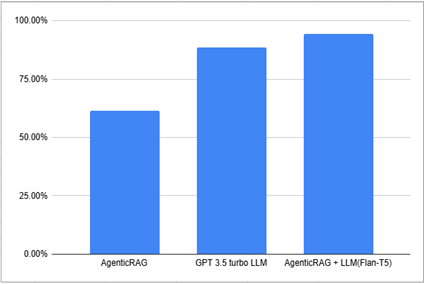 100.00%
75.00%
50.00%
25.00%
0.00%
AgenticRAG
GPT 3.5 turbo LLM
AgenticRAG + LLM(Flan-T5)